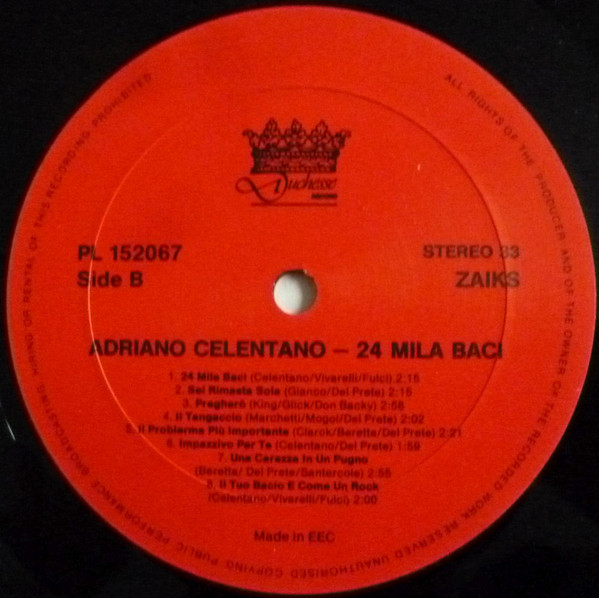 ALL RIGHTS OF THE PRODUCER AND OF THE OWNER OF THE RECORDED WORK RESERVED UNAUTHORISED COPYING PUBLIC PERFORMANCE BROADCASTING HIRING OR RENTAL OF THIS RECORDING PROHIBITED
Duchesse
PL 152067
STEREO 33
Side B
ZAIKS
ADRIANO CELENTANO – 24 MILA BACI
1. 24 Mila Baci (Celentano/Vivarelli/Fulci) 2:15
2. Sei Rimasta Sola (Gianco/Del Prete) 2:15
3. Pregherò (King/Glick/Don Backy) 2:58
4. Il Tangaccio (Marchetti/Mogol/Del Prete) 2:02
5. Il Problerma Più Importante (Clarck/Beretta/Del Prete) 2:21
6. Impazzivo Per Te (Celentano/Del Prete) 1:59
7. Una Carezza In Un Pugno
(Beretta/ Del Prete/Santercole) 2:55
8. Il Tuo Bacio E Come Un Rock
(Celentano/Vivarelli/Fulci) 2:00
Made in EEC